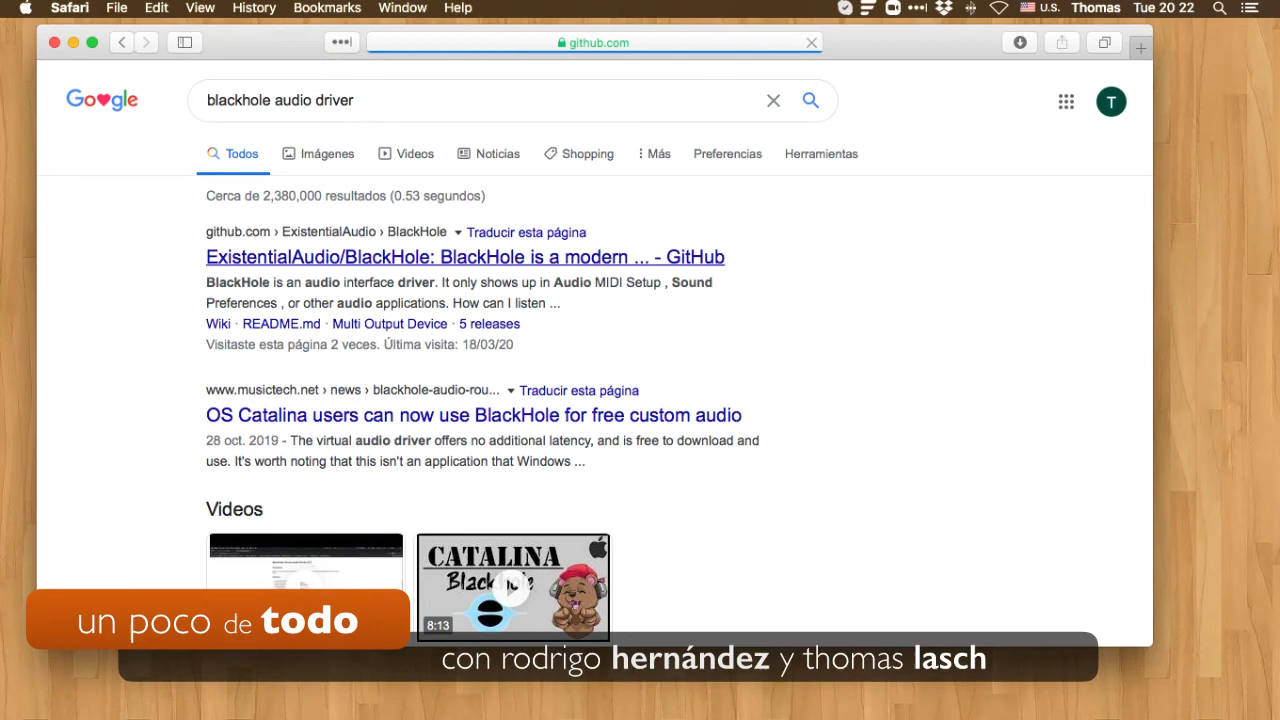 Safari File Edit View History Bookmarks Window Help U.S. Thomas Tue 20 22
github.com
Google
blackhole audio driver
T
Todos Imágenes Videos Noticias Shopping Más Preferencias Herramientas
Cerca de 2,380,000 resultados (0.53 segundos)
github.com › ExistentialAudio › BlackHole Traducir esta página
ExistentialAudio/BlackHole: BlackHole is a modern ... - GitHub
BlackHole is an audio interface driver. It only shows up in Audio MIDI Setup , Sound
Preferences , or other audio applications. How can I listen ...
Wiki · README.md · Multi Output Device · 5 releases
Visitaste esta página 2 veces. Última visita: 18/03/20
www.musictech.net › news › blackhole-audio-rou... Traducir esta página
OS Catalina users can now use BlackHole for free custom audio
28 oct. 2019 - The virtual audio driver offers no additional latency, and is free to download and
use. It's worth noting that this isn't an application that Windows ...
Videos
CATALINA
BlackHole
8:13
un poco de todo
con rodrigo hernández y thomas lasch